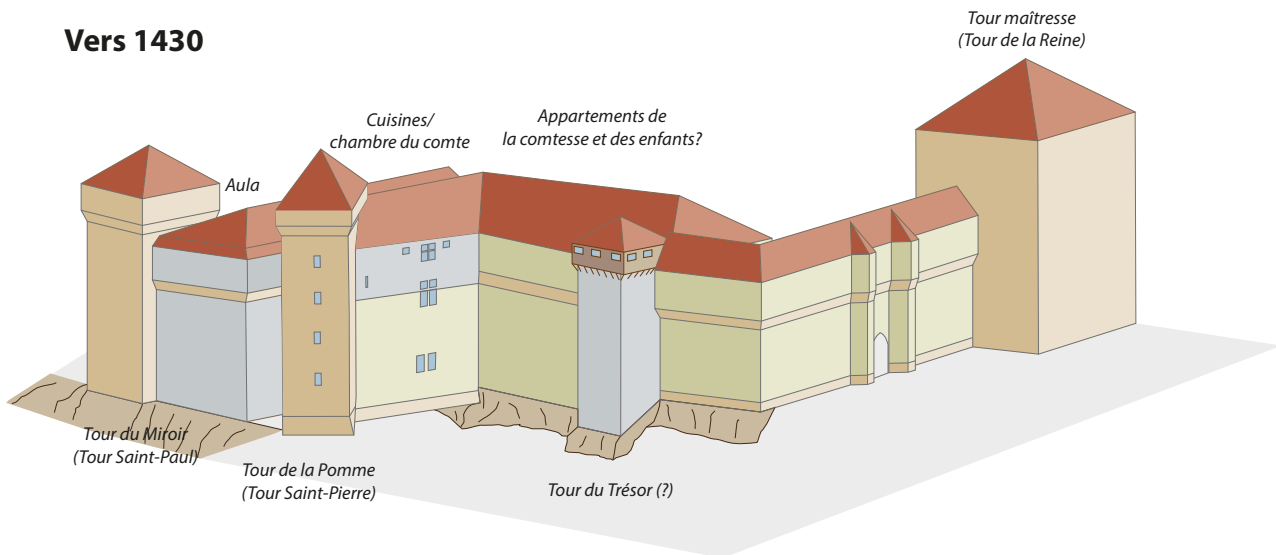 Vers 1430
Tour maîtresse
(Tour de la Reine)
Cuisines/
chambre du comte
Appartements de
la comtesse et des enfants?
Aula
Tour du Miroir
(Tour Saint-Paul)
Tour de la Pomme
(Tour Saint-Pierre)
Tour du Trésor (?)